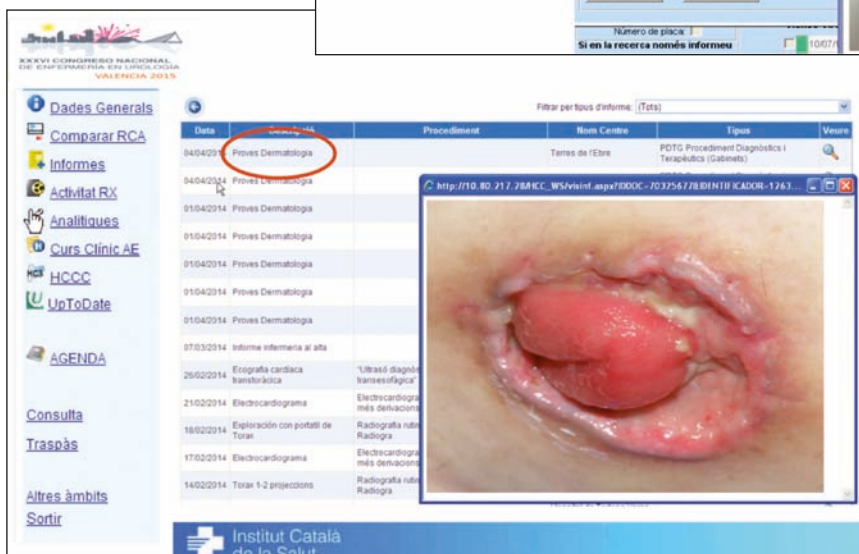 Número de placa:
Si en la recerca només informeu
XXXVI CONGRESO NACIONAL
DE ENFERMERÍA EN UROLOGÍA
VALENCIA 2015
Dades Generals
Comparar RCA
Informes
Activitat RX
Analítiques
Curs Clínic AE
HCCC
UpToDate
AGENDA
Consulta
Traspàs
Altres àmbits
Sortir
Filtrar per tipus d'informe: (Tots)
Data Descripció Procediment Nom Centre Tipus Veure
04/04/2014 Proves Dermatologia Terres de l'Ebre PDTG Procediment Diagnòstics i Terapèutics (Gabinets)
04/04/2014 Proves Dermatologia
01/04/2014 Proves Dermatologia
01/04/2014 Proves Dermatologia
01/04/2014 Proves Dermatologia
01/04/2014 Proves Dermatologia
01/04/2014 Proves Dermatologia
07/03/2014 Informe infermeria al alta
26/02/2014 Ecografia cardíaca transtoràcica "Ultrasó diagnòs transesofàgica"
21/02/2014 Electrocardiograma Electrocardiogra més derivacions
18/02/2014 Exploración con portatil de Torax Radiografia rutin Radiogra
17/02/2014 Electrocardiograma Electrocardiogra més derivacions
14/02/2014 Torax 1-2 projeccions Radiografia rutin Radiogra
Institut Català
de la Salut